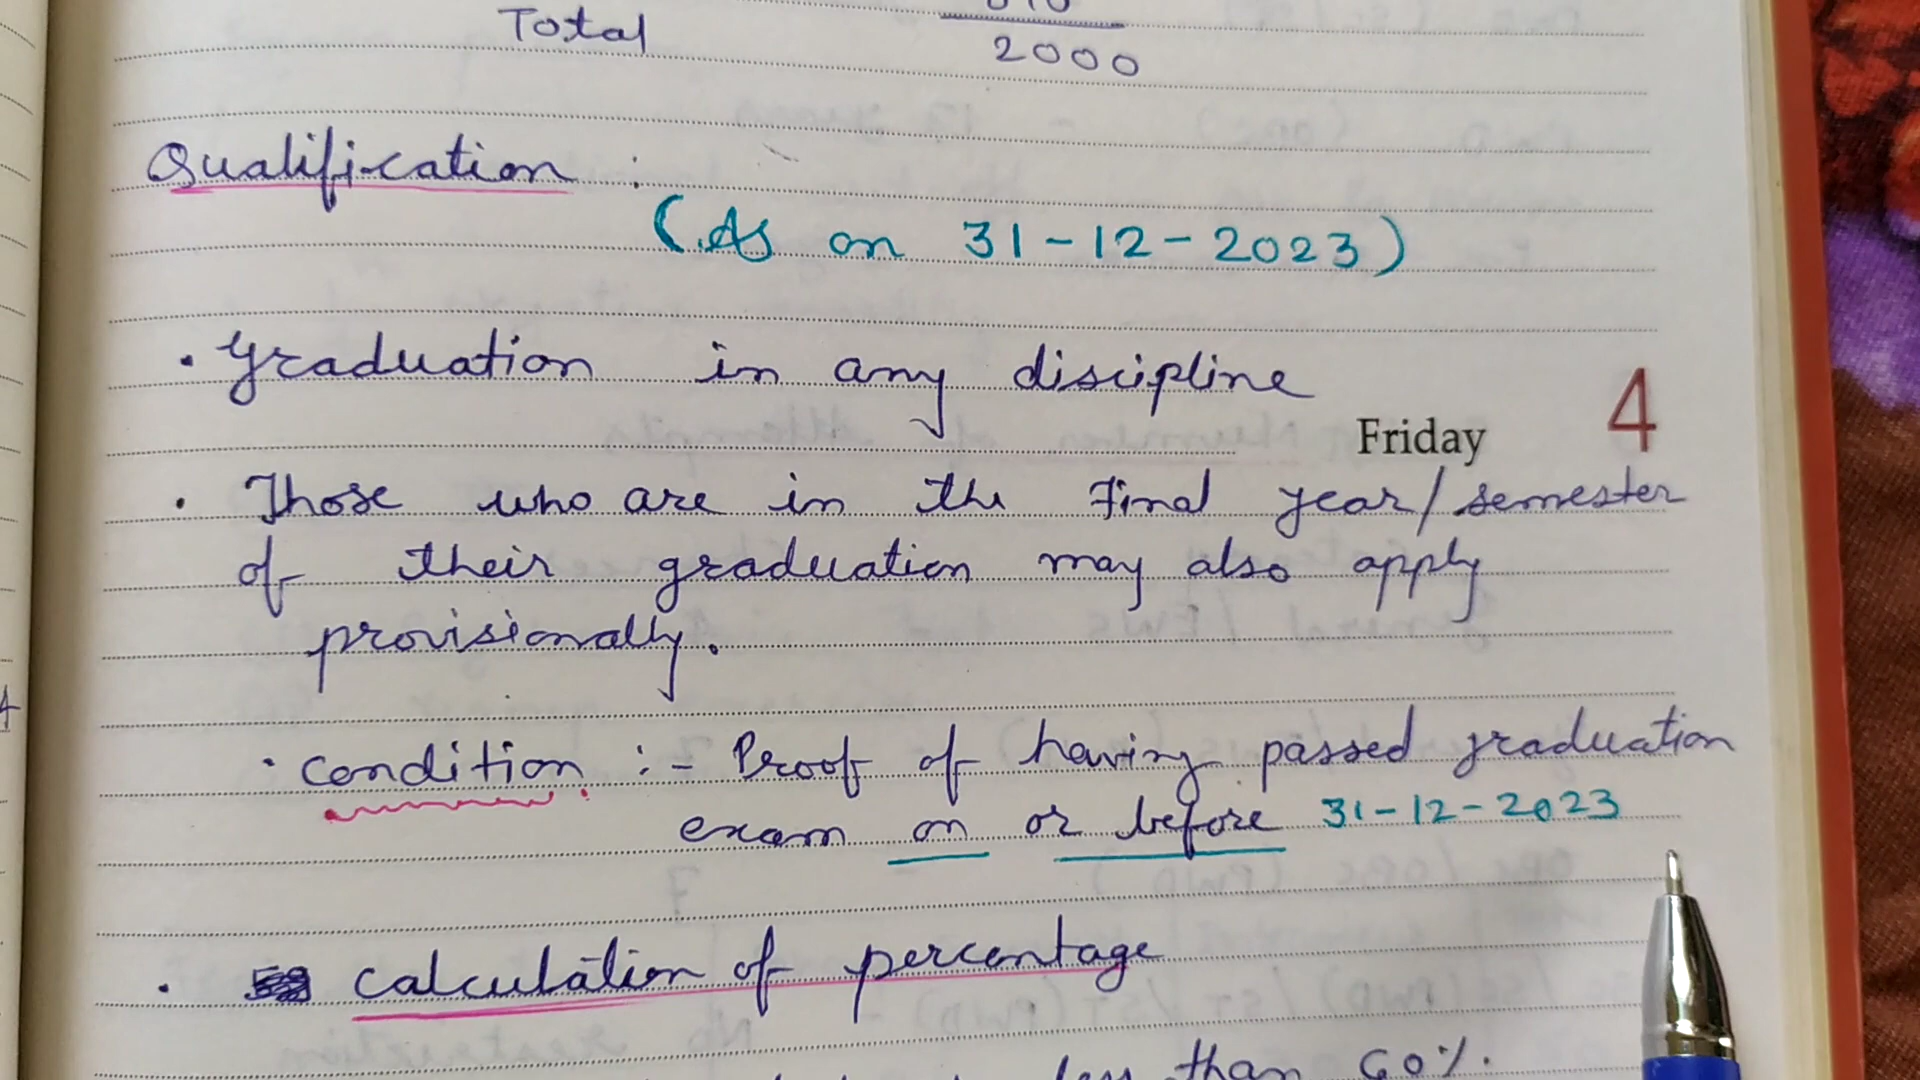 Total
2000
Qualification :
(As on 31-12-2023)
. Graduation in any discipline
Friday 4
. Those who are in the final year/semester
of their graduation may also apply
provisionally.
. Condition :- Proof of having passed graduation
exam on or before 31-12-2023
. calculation of percentage
less than 60%.